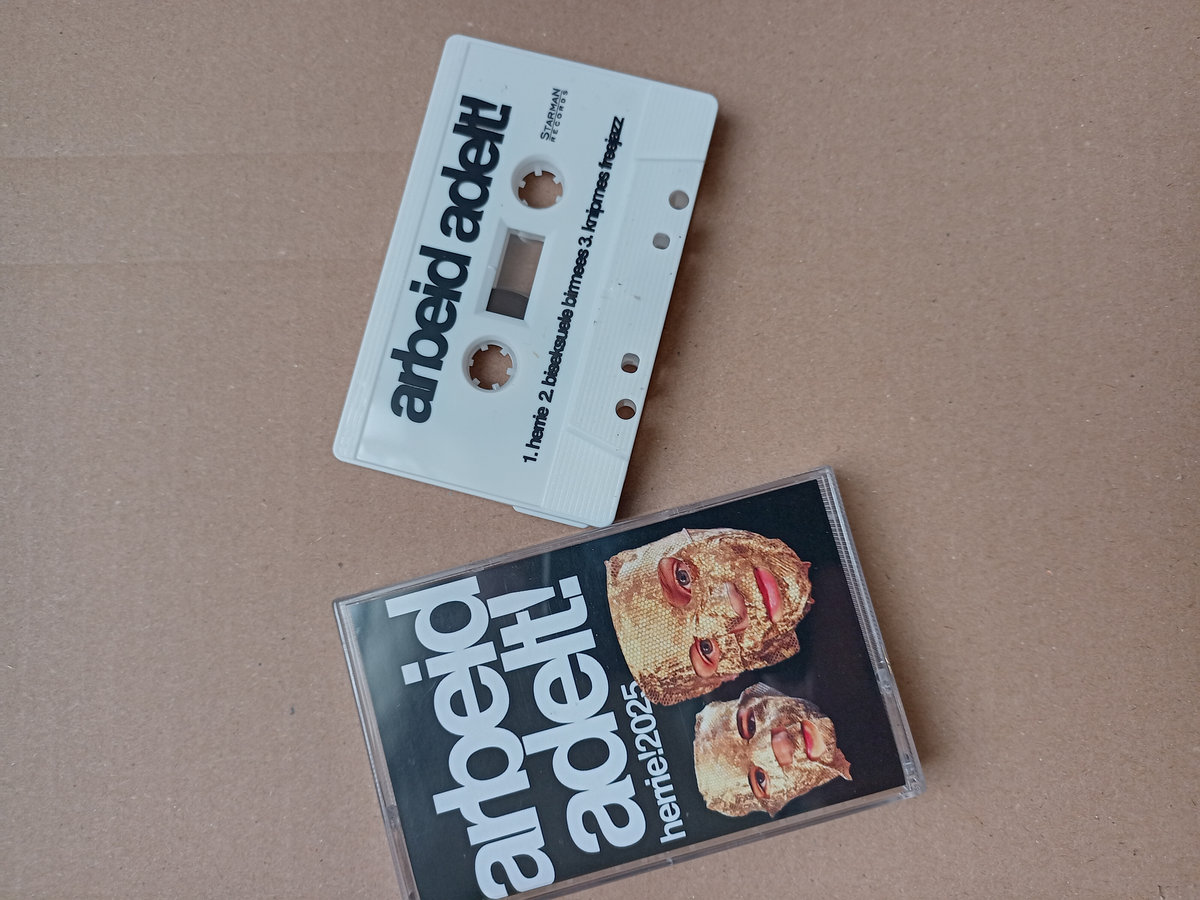 arbeid adelt!
STARMAN
RECORDS
1. herrie 2. biseksuele birmees 3. knipmes freejazz
arbeid
adelt!
herrie!2025